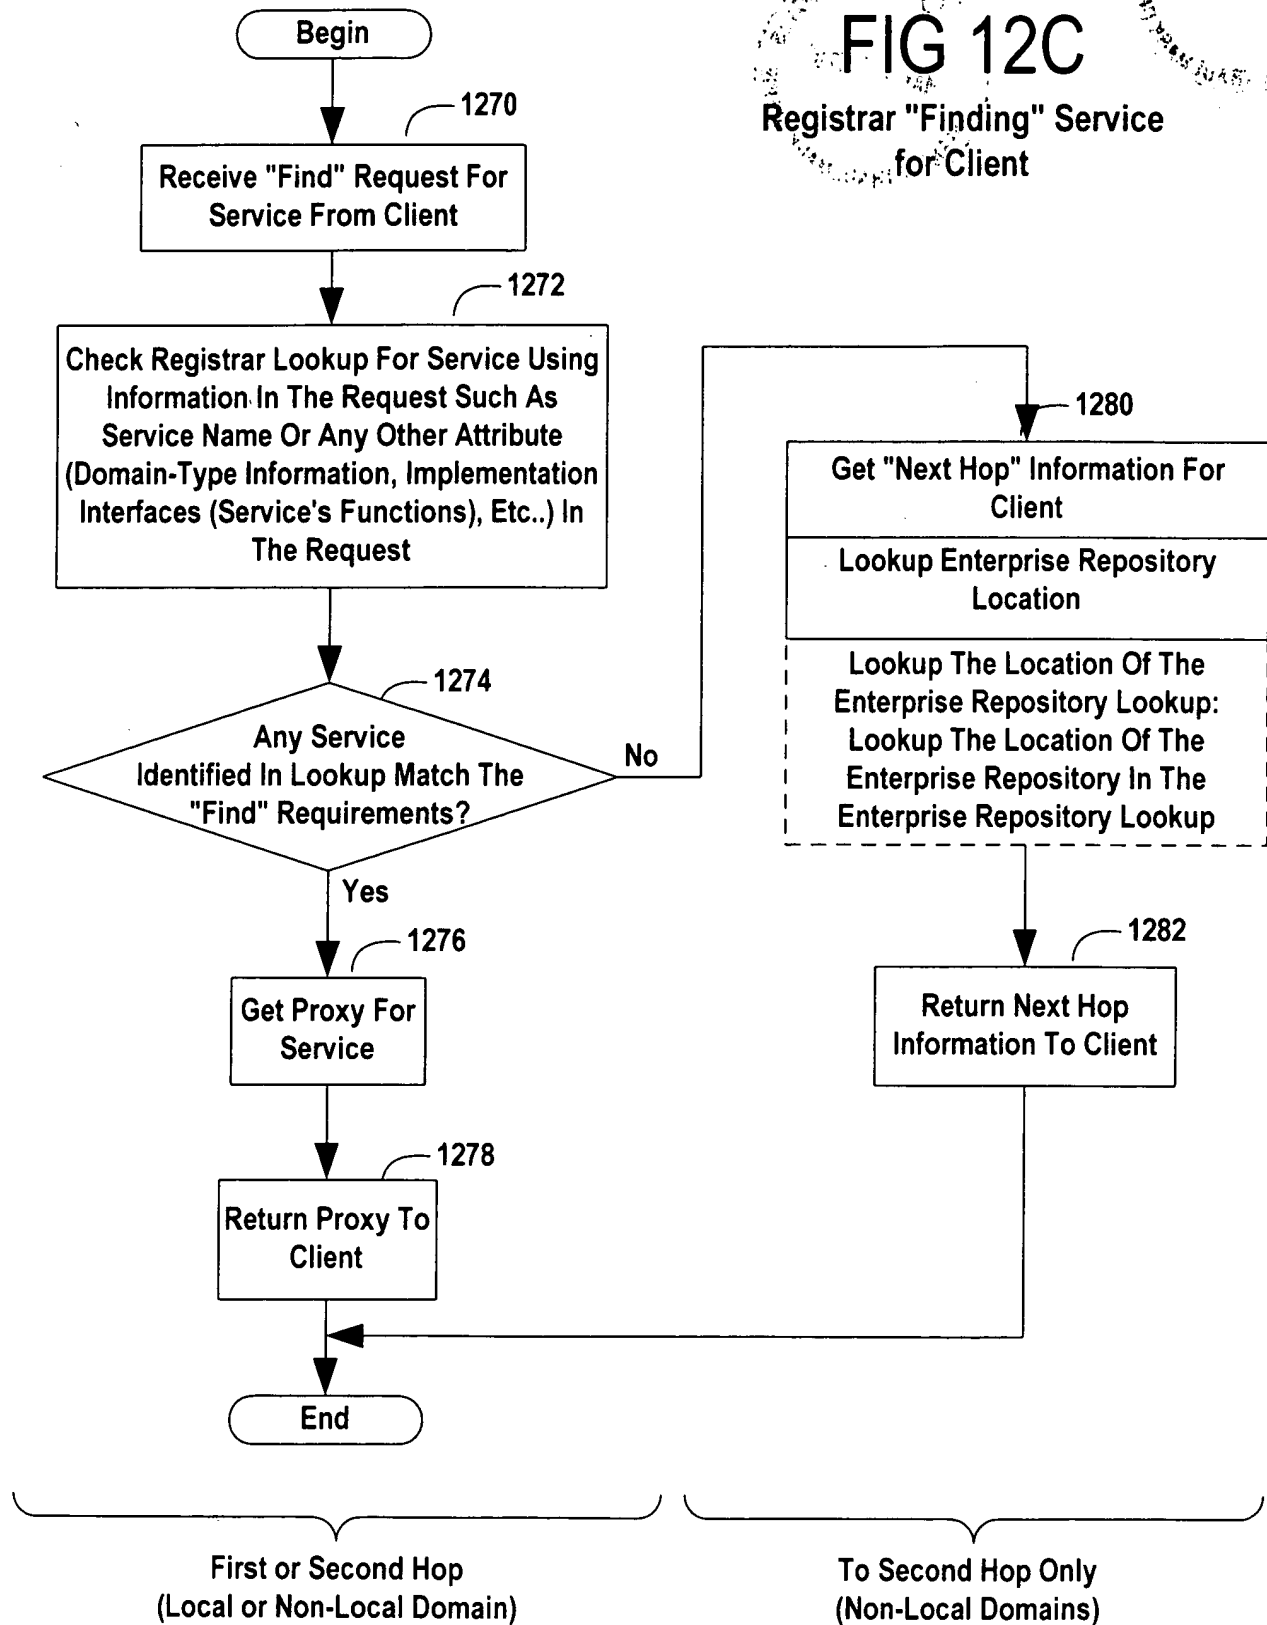 FIG 12C
Registrar "Finding" Service
for Client
Begin
1270
Receive "Find" Request For
Service From Client
1272
Check Registrar Lookup For Service Using
Information In The Request Such As
Service Name Or Any Other Attribute
(Domain-Type Information, Implementation
Interfaces (Service's Functions), Etc..) In
The Request
1274
Any Service
Identified In Lookup Match The
"Find" Requirements?
No
Yes
1276
Get Proxy For
Service
1278
Return Proxy To
Client
End
1280
Get "Next Hop" Information For
Client
Lookup Enterprise Repository
Location
Lookup The Location Of The
Enterprise Repository Lookup:
Lookup The Location Of The
Enterprise Repository In The
Enterprise Repository Lookup
1282
Return Next Hop
Information To Client
First or Second Hop
(Local or Non-Local Domain)
To Second Hop Only
(Non-Local Domains)